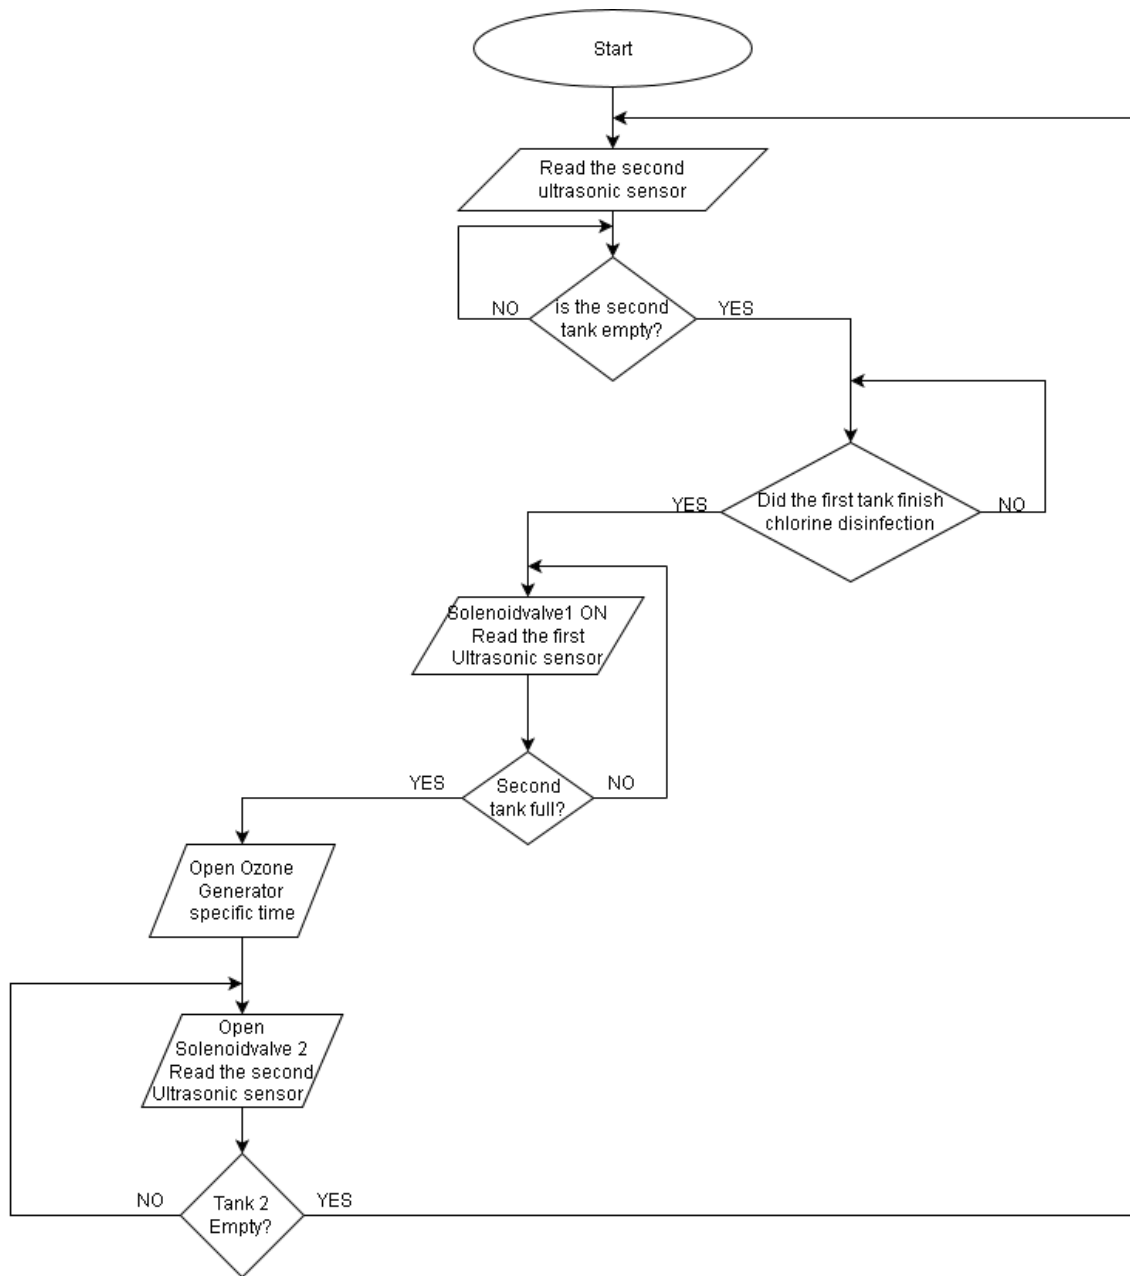 Start
Read the second
ultrasonic sensor
NO
is the second
tank empty?
YES
YES
Did the first tank finish
chlorine disinfection
NO
Solenoidvalve1 ON
Read the first
Ultrasonic sensor
YES
Second
tank full?
NO
Open Ozone
Generator
specific time
Open
Solenoidvalve 2
Read the second
Ultrasonic sensor
NO
Tank 2
Empty?
YES